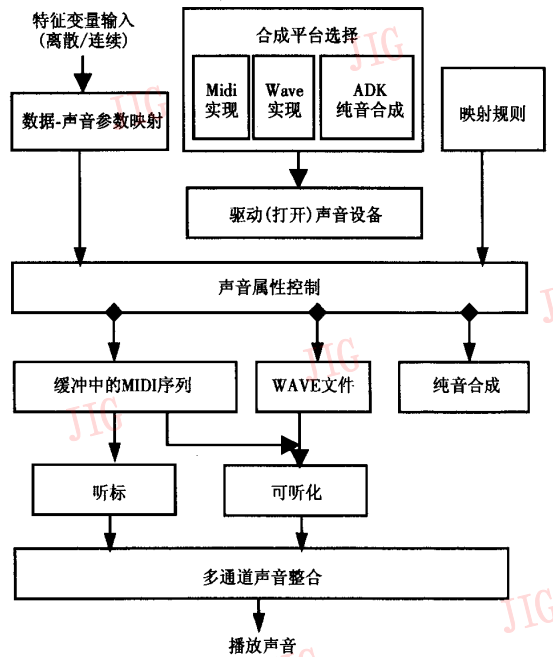 特征变量输入
(离散/连续)
合成平台选择
Midi
实现
Wave
实现
ADK
纯音合成
数据-声音参数映射
映射规则
驱动(打开)声音设备
声音属性控制
缓冲中的MIDI序列
WAVE文件
纯音合成
听标
可听化
多通道声音整合
播放声音
JIG
JIG
JIG
JIG
JIG